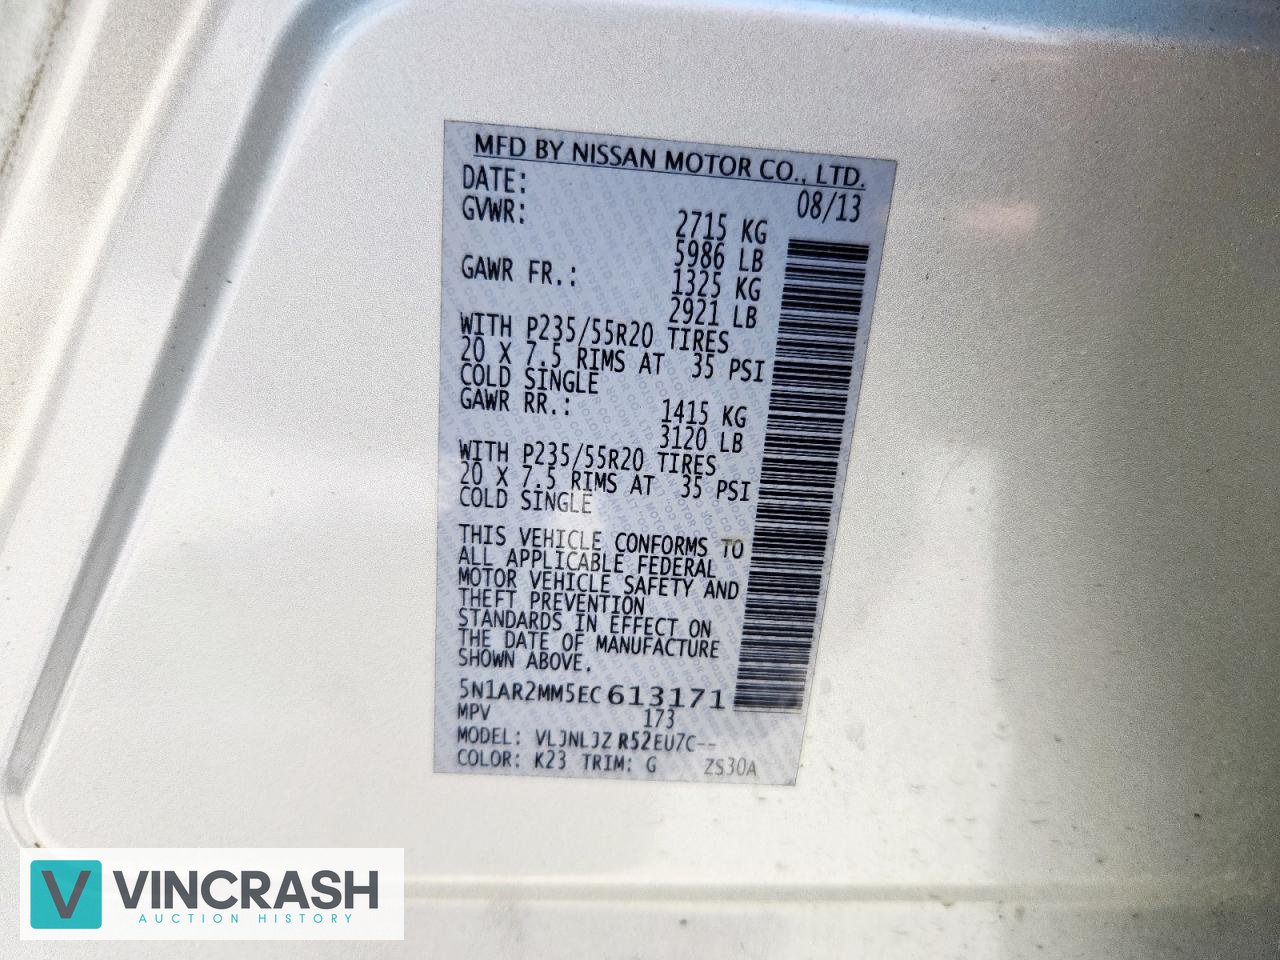 MFD BY NISSAN MOTOR CO., LTD.
DATE: 08/13
GVWR: 2715 KG
5986 LB
GAWR FR.: 1325 KG
2921 LB
WITH P235/55R20 TIRES
20 X 7.5 RIMS AT 35 PSI
COLD SINGLE
GAWR RR.: 1415 KG
3120 LB
WITH P235/55R20 TIRES
20 X 7.5 RIMS AT 35 PSI
COLD SINGLE
THIS VEHICLE CONFORMS TO
ALL APPLICABLE FEDERAL
MOTOR VEHICLE SAFETY AND
THEFT PREVENTION
STANDARDS IN EFFECT ON
THE DATE OF MANUFACTURE
SHOWN ABOVE.
5N1AR2MM5EC613171
MPV 173
MODEL: VLJNLJZ R52EU7C--
COLOR: K23 TRIM: G ZS30A
V VINCRASH
AUCTION HISTORY